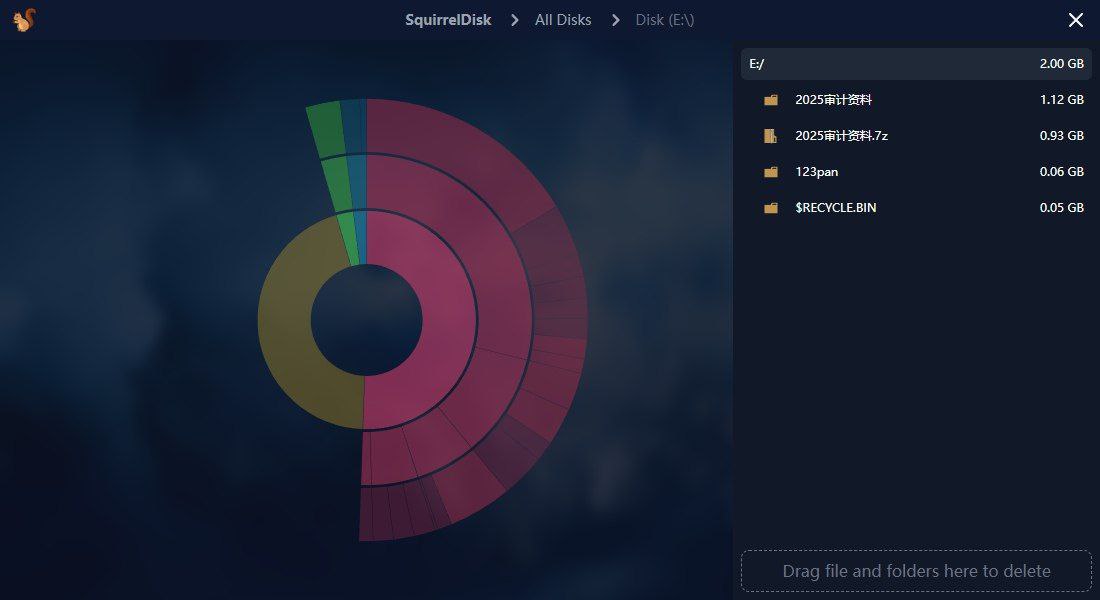 SquirrelDisk > All Disks > Disk (E:\)
E:/ 2.00 GB
2025审计资料 1.12 GB
2025审计资料.7z 0.93 GB
123pan 0.06 GB
$RECYCLE.BIN 0.05 GB
Drag file and folders here to delete